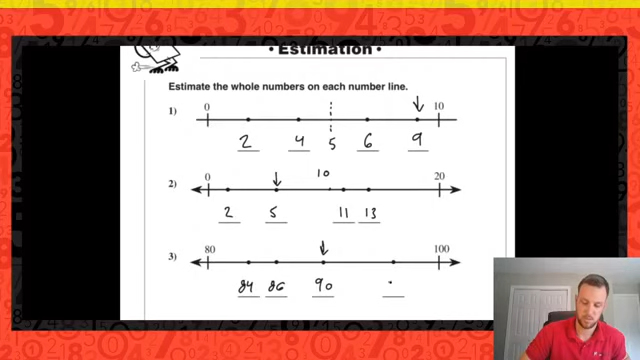 • Estimation •
Estimate the whole numbers on each number line.
1) 0 10
2 4 5 6 9
10
2) 0 20
2 5 11 13
3) 80 100
84 86 90